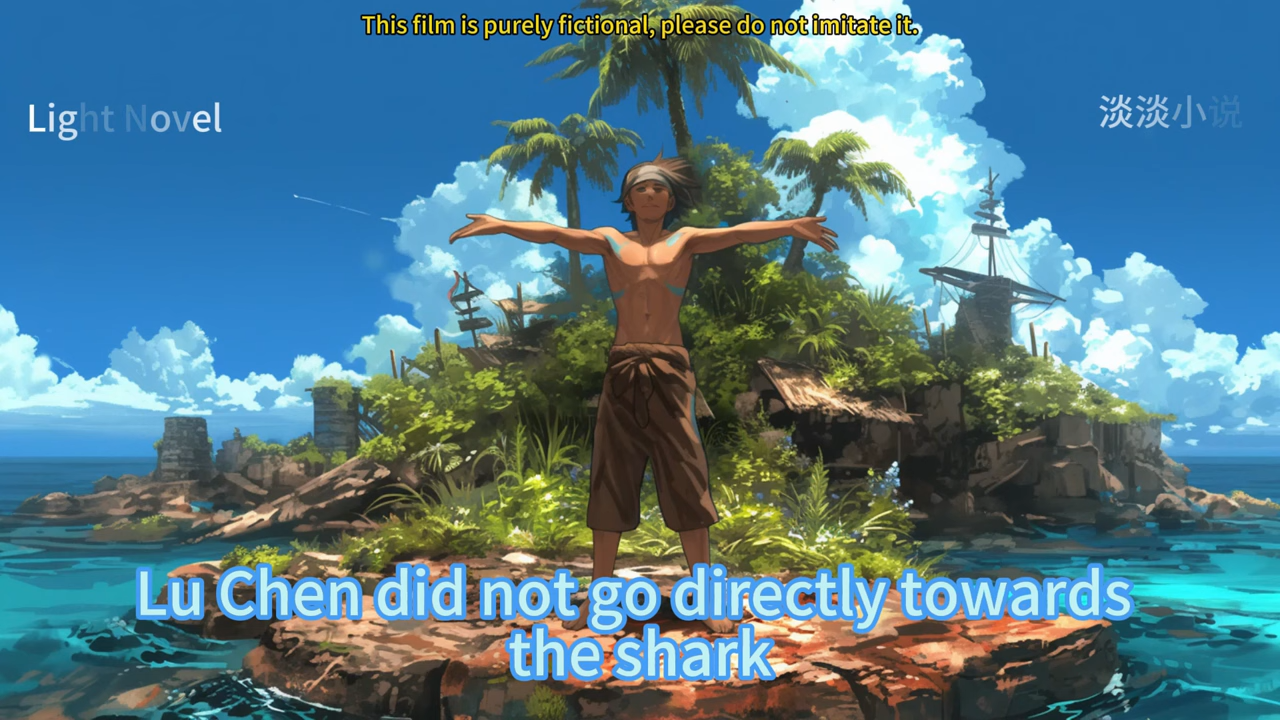 This film is purely fictional, please do not imitate it.
Light Novel
淡淡小说
Lu Chen did not go directly towards
the shark